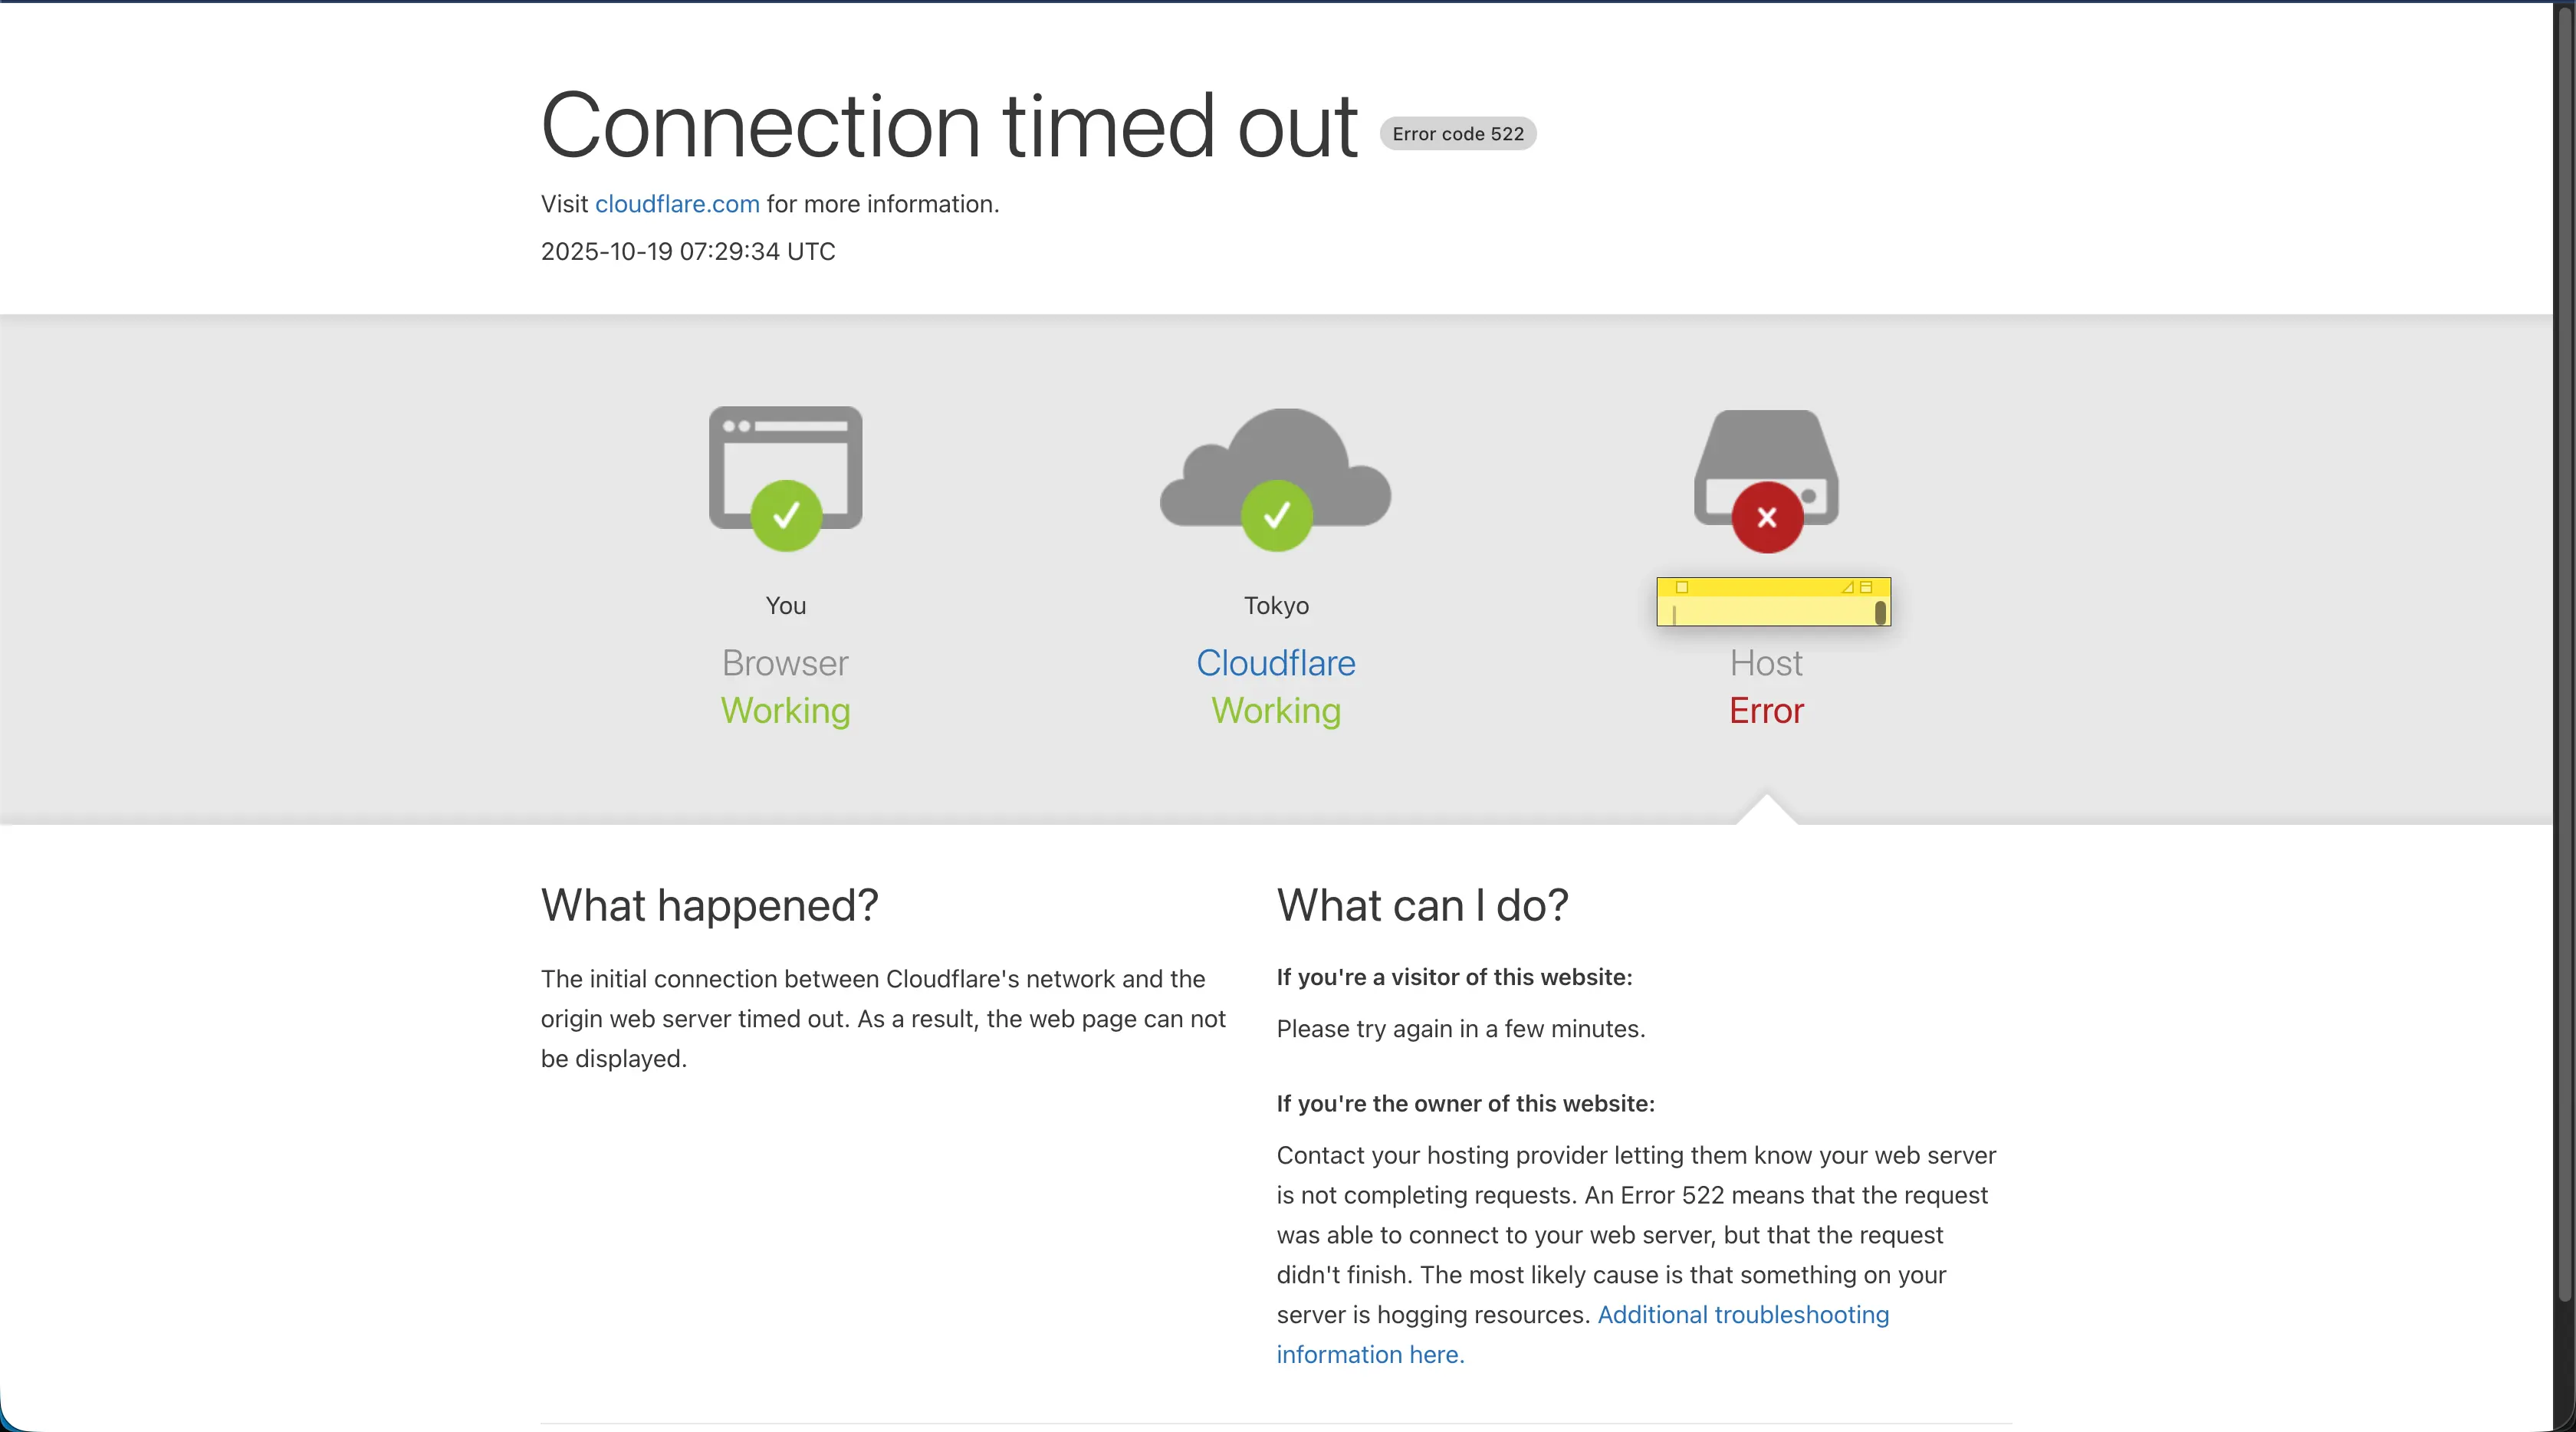 Connection timed out Error code 522
Visit cloudflare.com for more information.
2025-10-19 07:29:34 UTC
You
Browser
Working
Tokyo
Cloudflare
Working
Host
Error
What happened?
The initial connection between Cloudflare's network and the
origin web server timed out. As a result, the web page can not
be displayed.
What can I do?
If you're a visitor of this website:
Please try again in a few minutes.
If you're the owner of this website:
Contact your hosting provider letting them know your web server
is not completing requests. An Error 522 means that the request
was able to connect to your web server, but that the request
didn't finish. The most likely cause is that something on your
server is hogging resources. Additional troubleshooting
information here.